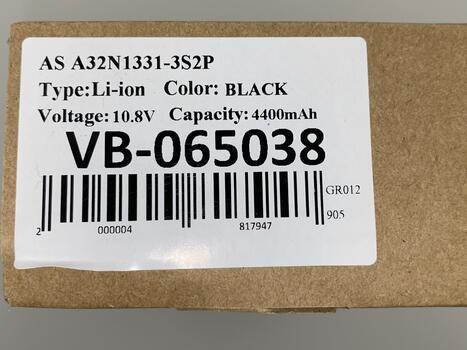 AS A32N1331-3S2P
Type:Li-ion Color: BLACK
Voltage: 10.8V Capacity: 4400mAh
VB-065038
GR012
905
2 000004 817947